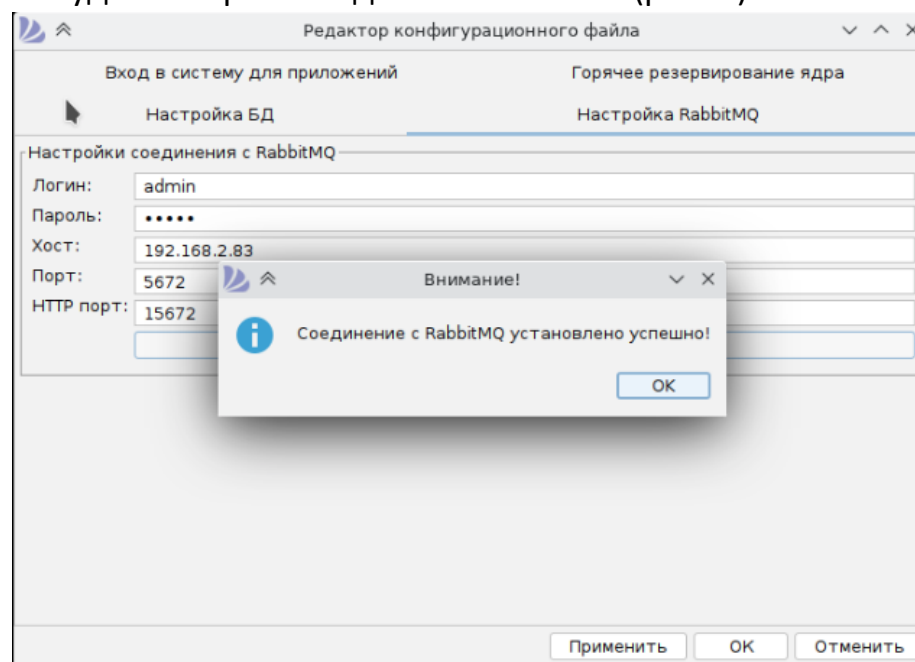 Редактор конфигурационного файла
Вход в систему для приложений
Горячее резервирование ядра
Настройка БД
Настройка RabbitMQ
Настройки соединения с RabbitMQ
Логин: admin
Пароль: •••••
Хост: 192.168.2.83
Порт: 5672
HTTP порт: 15672
Внимание!
Соединение с RabbitMQ установлено успешно!
OK
Применить
OK
Отменить